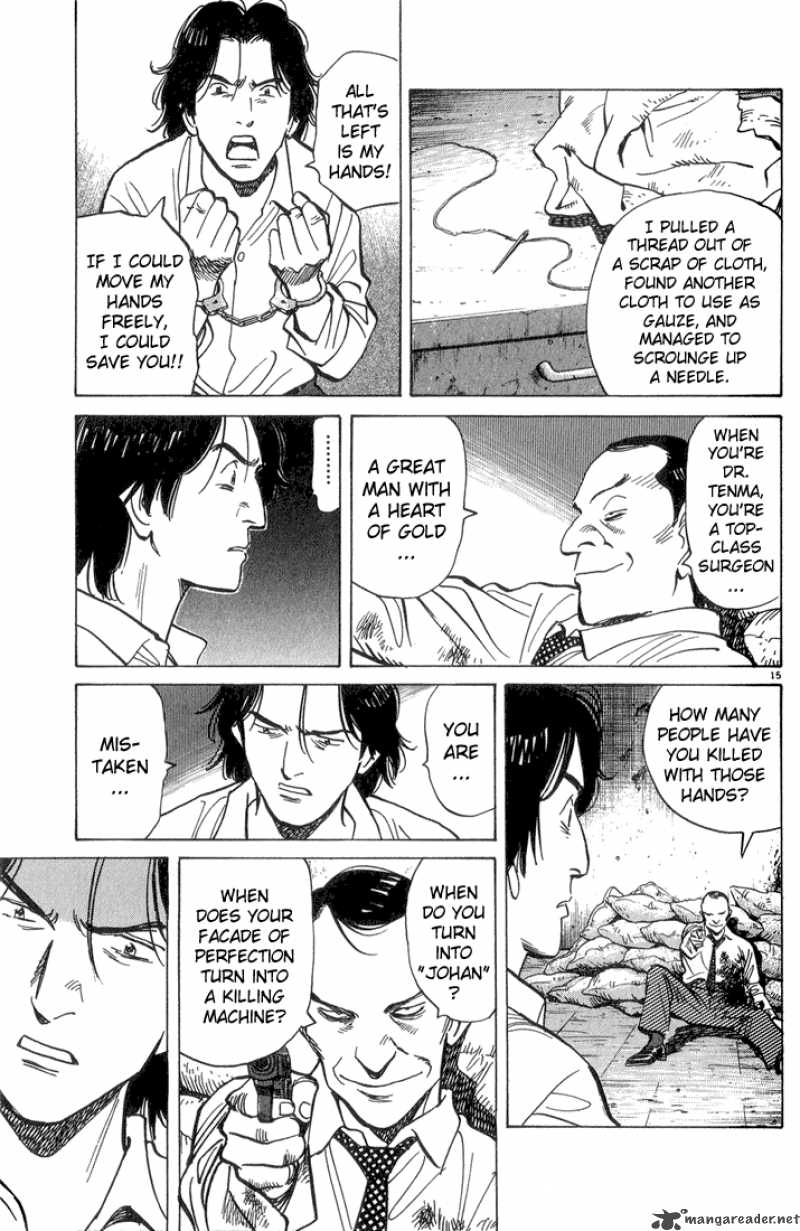 I PULLED A
THREAD OUT OF
A SCRAP OF CLOTH,
FOUND ANOTHER
CLOTH TO USE AS
GAUZE, AND
MANAGED TO
SCROUNGE UP
A NEEDLE.
ALL
THAT'S
LEFT
IS MY
HANDS!
IF I COULD
MOVE MY
HANDS
FREELY,
I COULD
SAVE YOU!!
WHEN
YOU'RE
DR.
TENMA,
YOU'RE
A TOP-
CLASS
SURGEON
...
A GREAT
MAN WITH
A HEART
OF GOLD
...
.........
15
HOW MANY
PEOPLE HAVE
YOU KILLED
WITH THOSE
HANDS?
YOU
ARE
...
MIS-
TAKEN
...
WHEN
DO YOU
TURN
INTO
"JOHAN"
?
WHEN
DOES YOUR
FACADE OF
PERFECTION
TURN INTO
A KILLING
MACHINE?
mangareader.net